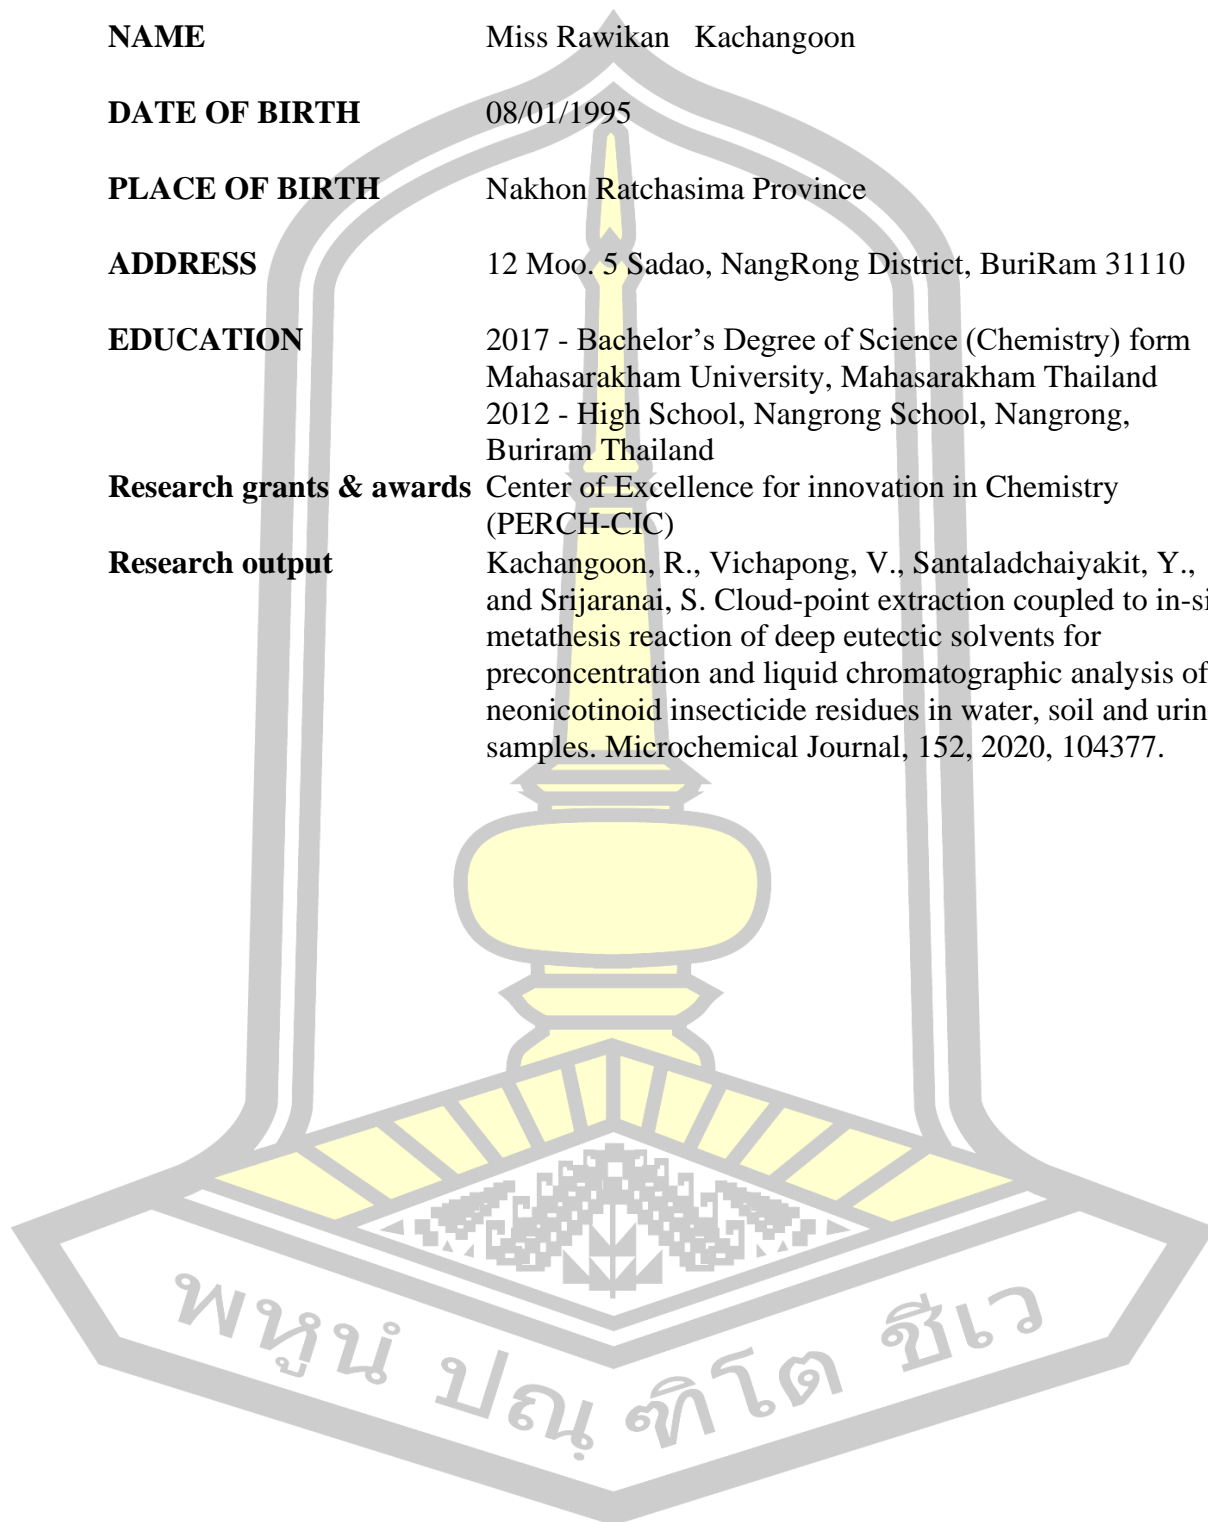 NAME Miss Rawikan Kachangoon
DATE OF BIRTH 08/01/1995
PLACE OF BIRTH Nakhon Ratchasima Province
ADDRESS 12 Moo. 5 Sadao, NangRong District, BuriRam 31110
EDUCATION 2017 - Bachelor’s Degree of Science (Chemistry) form
Mahasarakham University, Mahasarakham Thailand
2012 - High School, Nangrong School, Nangrong,
Buriram Thailand
Research grants & awards Center of Excellence for innovation in Chemistry
(PERCH-CIC)
Research output Kachangoon, R., Vichapong, V., Santaladchaiyakit, Y.,
and Srijaranai, S. Cloud-point extraction coupled to in-si
metathesis reaction of deep eutectic solvents for
preconcentration and liquid chromatographic analysis of
neonicotinoid insecticide residues in water, soil and urin
samples. Microchemical Journal, 152, 2020, 104377.
พหูนํ ปณฺฑิโต ชีเว